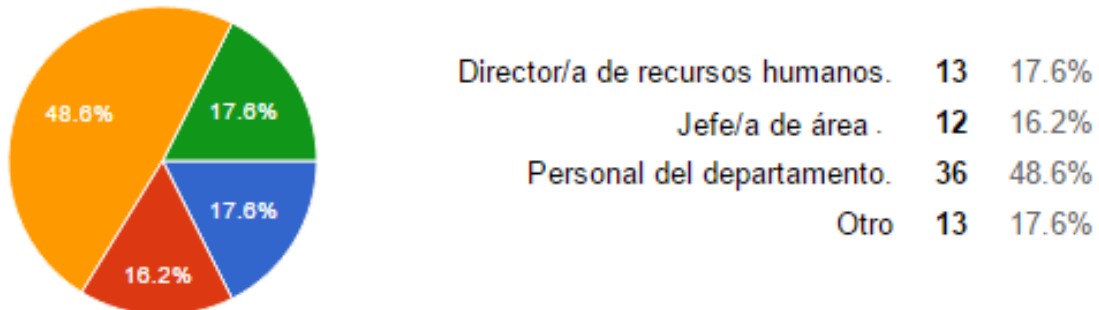 48.6%
17.6%
17.6%
16.2%
Director/a de recursos humanos. 13 17.6%
Jefe/a de área . 12 16.2%
Personal del departamento. 36 48.6%
Otro 13 17.6%